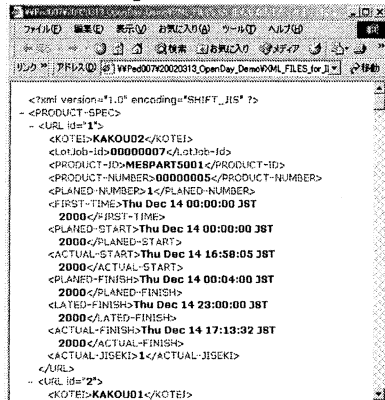 ファイル(F) 編集(E) 表示(V) お気に入り(A) ツール(T) ヘルプ(H)
検索 お気に入り メディア
リンク » アドレス(D) \\Ped007\20020313_OpenDay_Demo\XML_FILES_for_JI 移動
<?xml version="1.0" encoding="SHIFT_JIS" ?>
- <PRODUCT-SPEC>
- <URL id="1">
<KOTEI>KAKOU02</KOTEI>
<LotJob-Id>00000007</LotJob-Id>
<PRODUCT-ID>MESPART5001</PRODUCT-ID>
<PRODUCT-NUMBER>00000005</PRODUCT-NUMBER>
<PLANED-NUMBER>1</PLANED-NUMBER>
<FIRST-TIME>Thu Dec 14 00:00:00 JST
2000</FIRST-TIME>
<PLANED-START>Thu Dec 14 00:00:00 JST
2000</PLANED-START>
<ACTUAL-START>Thu Dec 14 16:58:05 JST
2000</ACTUAL-START>
<PLANED-FINISH>Thu Dec 14 00:04:00 JST
2000</PLANED-FINISH>
<LATED-FINISH>Thu Dec 14 23:00:00 JST
2000</LATED-FINISH>
<ACTUAL-FINISH>Thu Dec 14 17:13:32 JST
2000</ACTUAL-FINISH>
<ACTUAL-JISEKI>1</ACTUAL-JISEKI>
</URL>
- <URL id="2">
<KOTEI>KAKOU01</KOTEI>